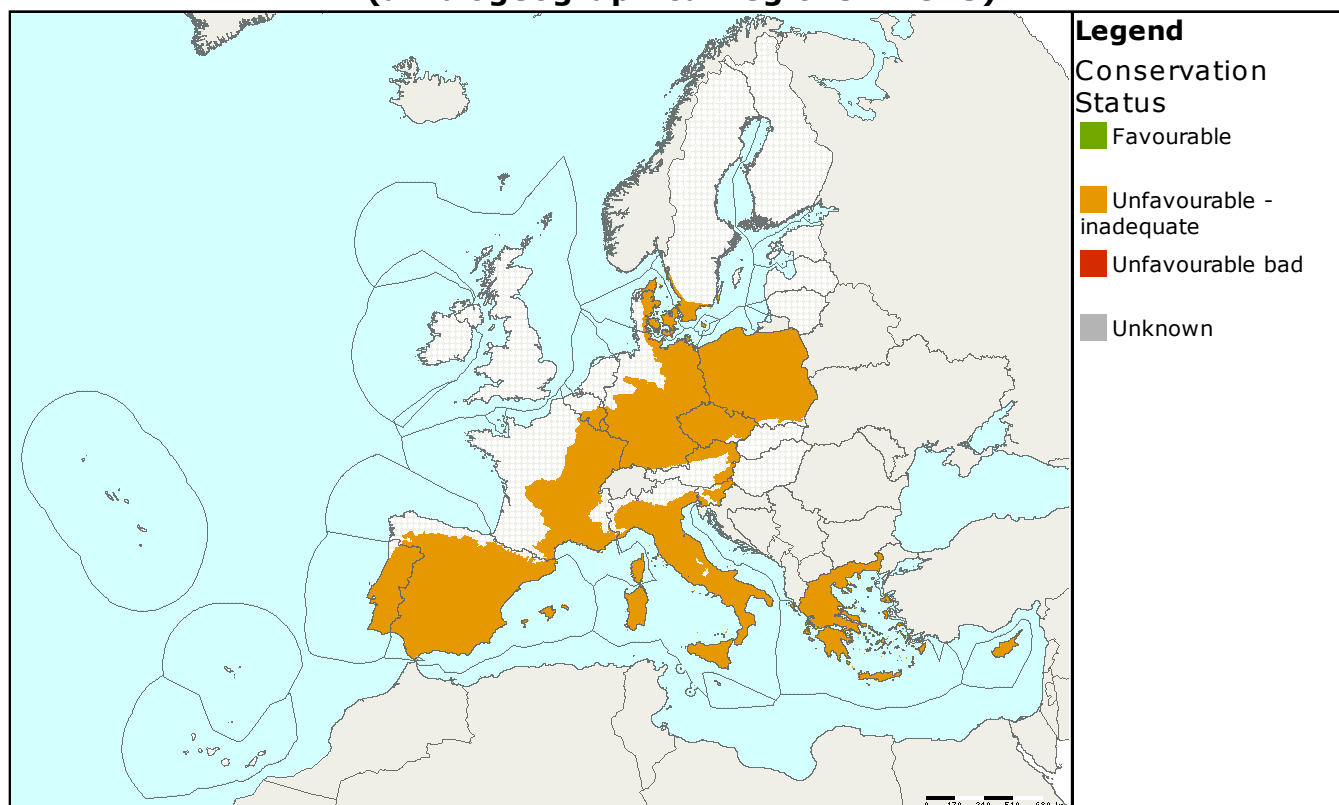 Legend
Conservation
Status
Favourable
Unfavourable -
inadequate
Unfavourable bad
Unknown